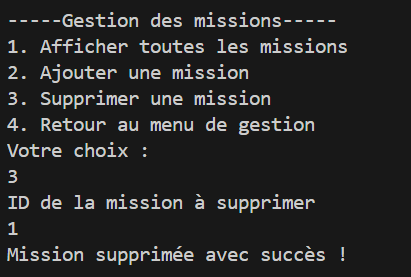 -----Gestion des missions-----
1. Afficher toutes les missions
2. Ajouter une mission
3. Supprimer une mission
4. Retour au menu de gestion
Votre choix :
3
ID de la mission à supprimer
1
Mission supprimée avec succès !